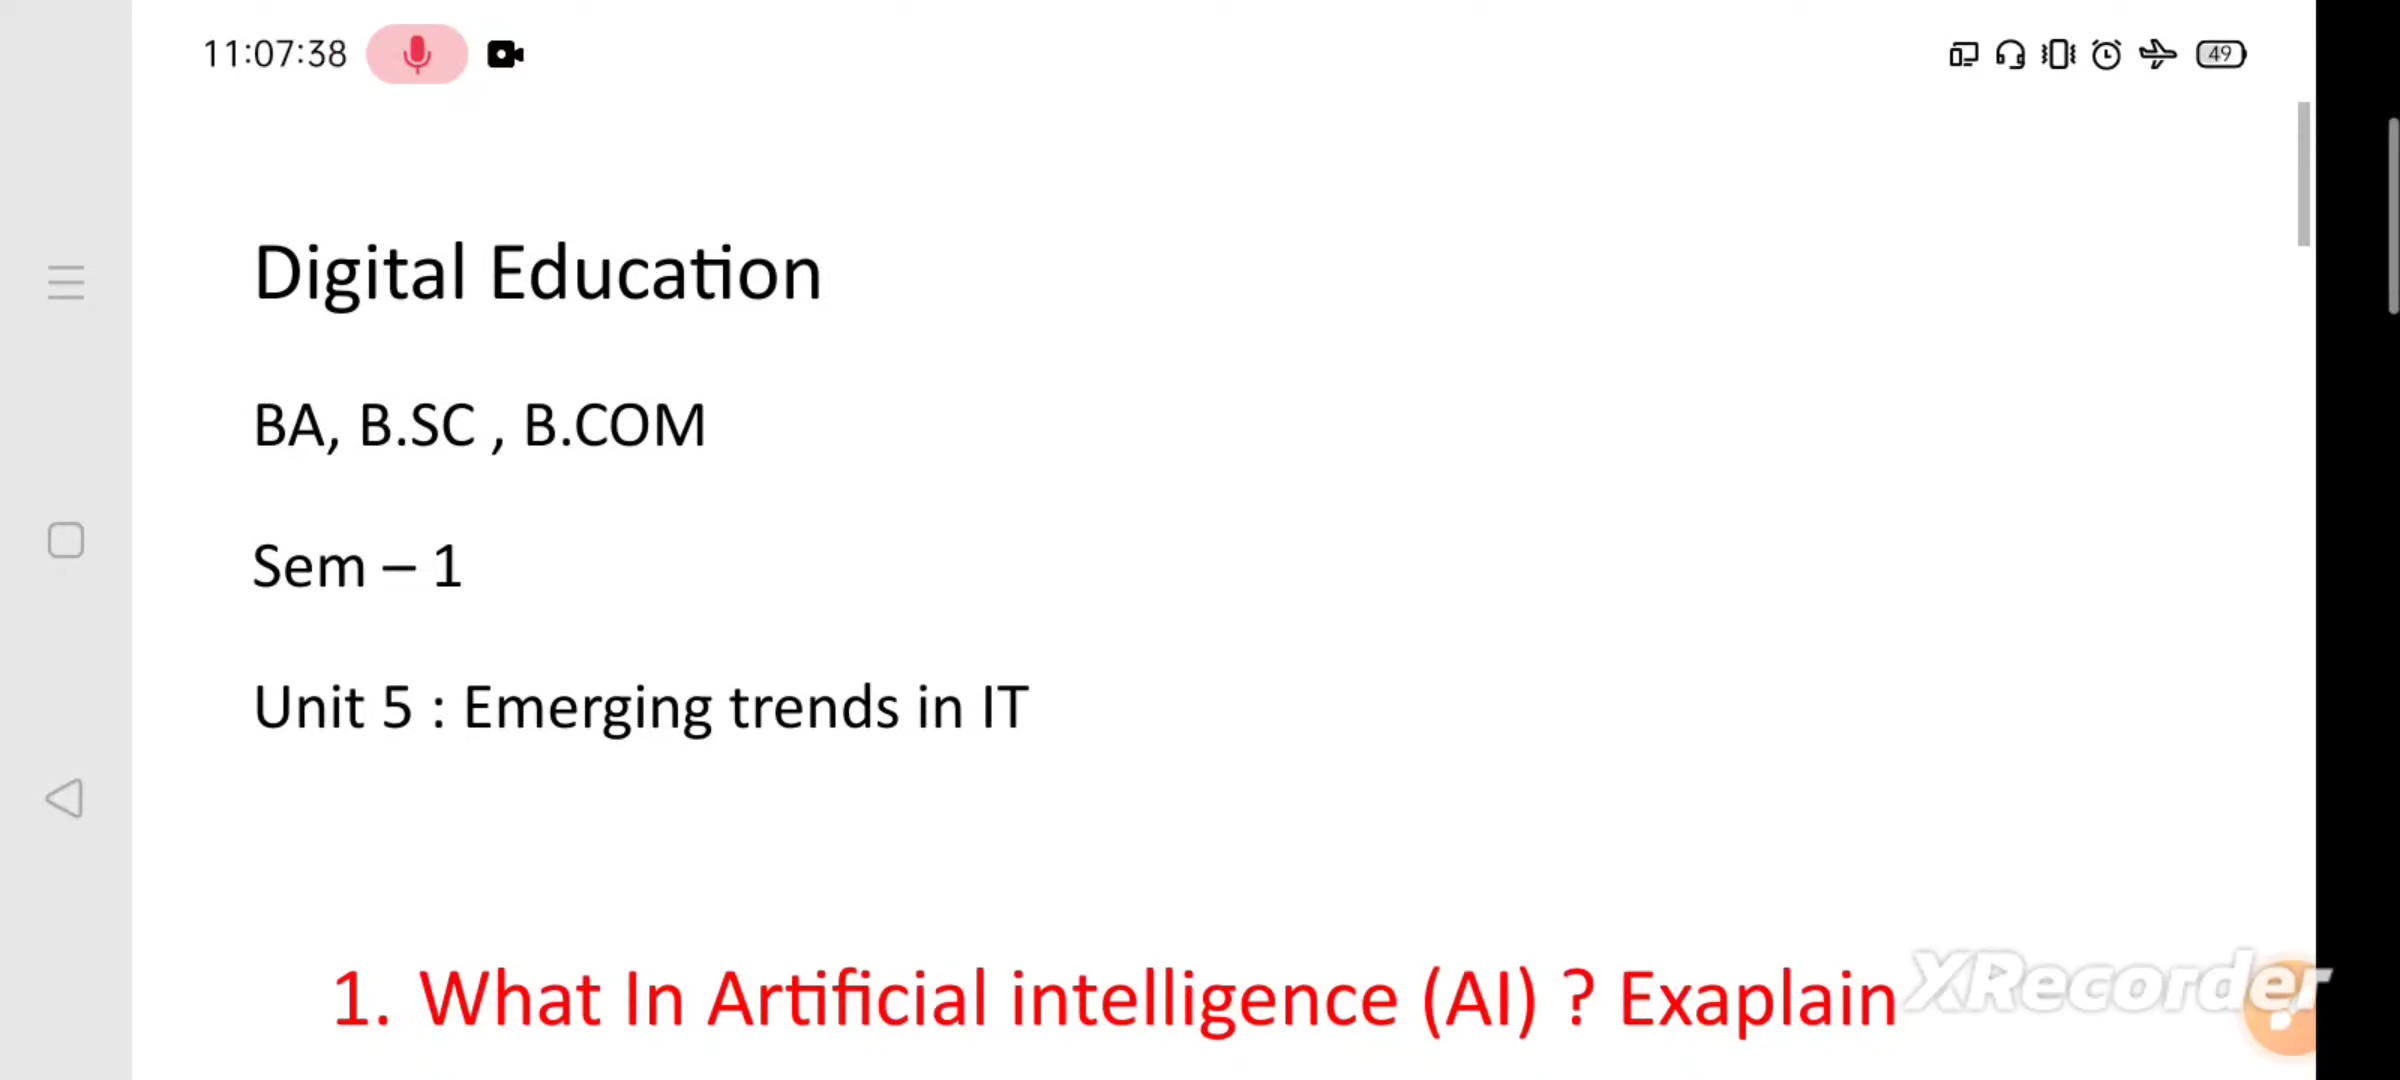 11:07:38
49
Digital Education
BA, B.SC , B.COM
Sem – 1
Unit 5 : Emerging trends in IT
1. What In Artificial intelligence (AI) ? Exaplain
XRecorder